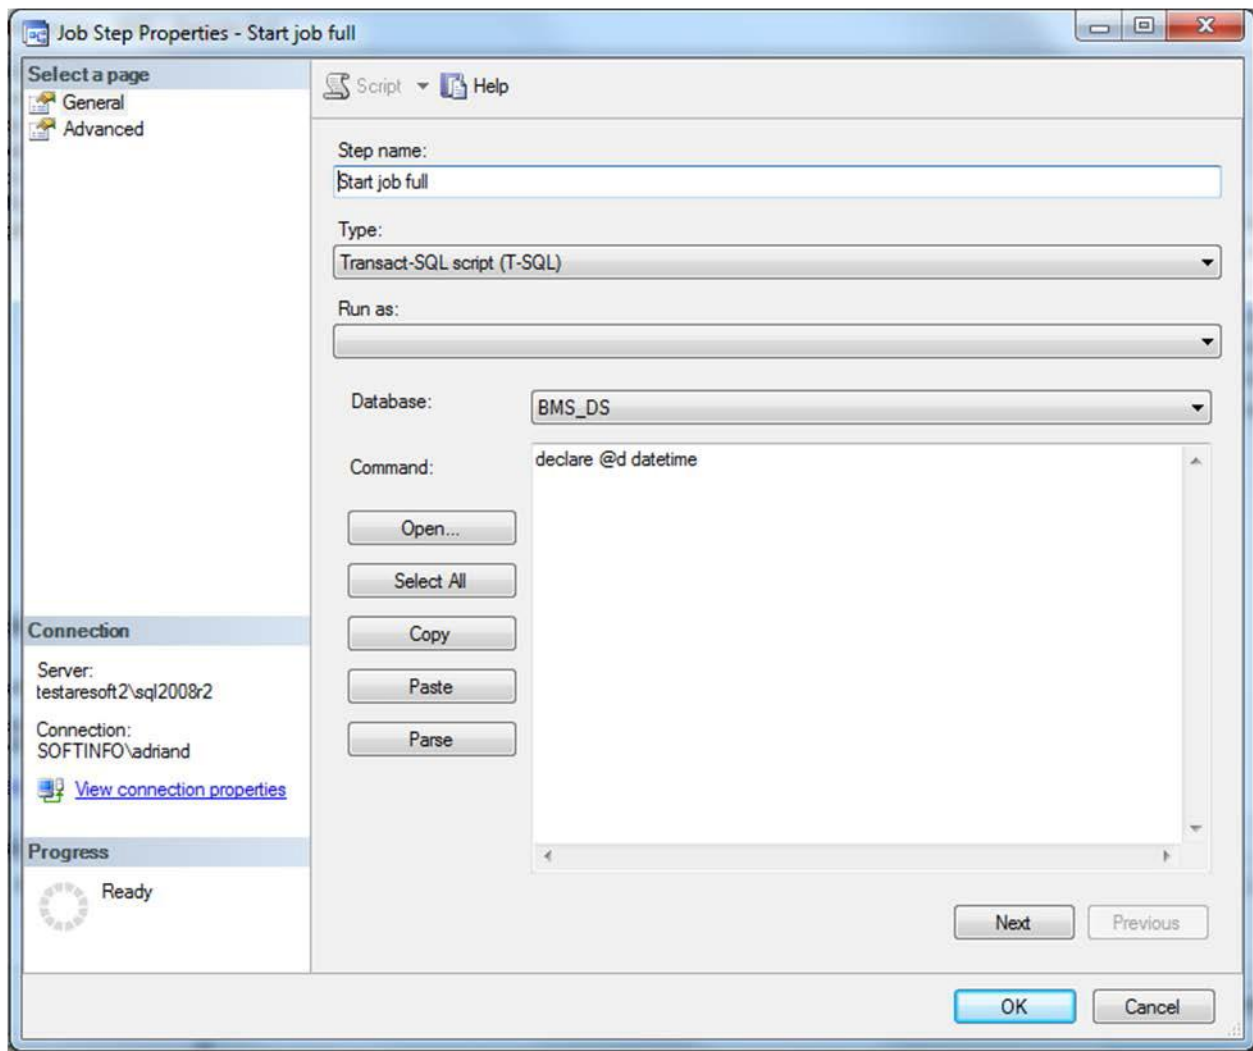 Job Step Properties - Start job full
Select a page
General
Advanced
Script
Help
Step name:
Start job full
Type:
Transact-SQL script (T-SQL)
Run as:
Database:
BMS_DS
Command:
declare @d datetime
Open...
Select All
Copy
Paste
Parse
Connection
Server:
testaresoft2\sql2008r2
Connection:
SOFTINFO\adriand
View connection properties
Progress
Ready
Next
Previous
OK
Cancel